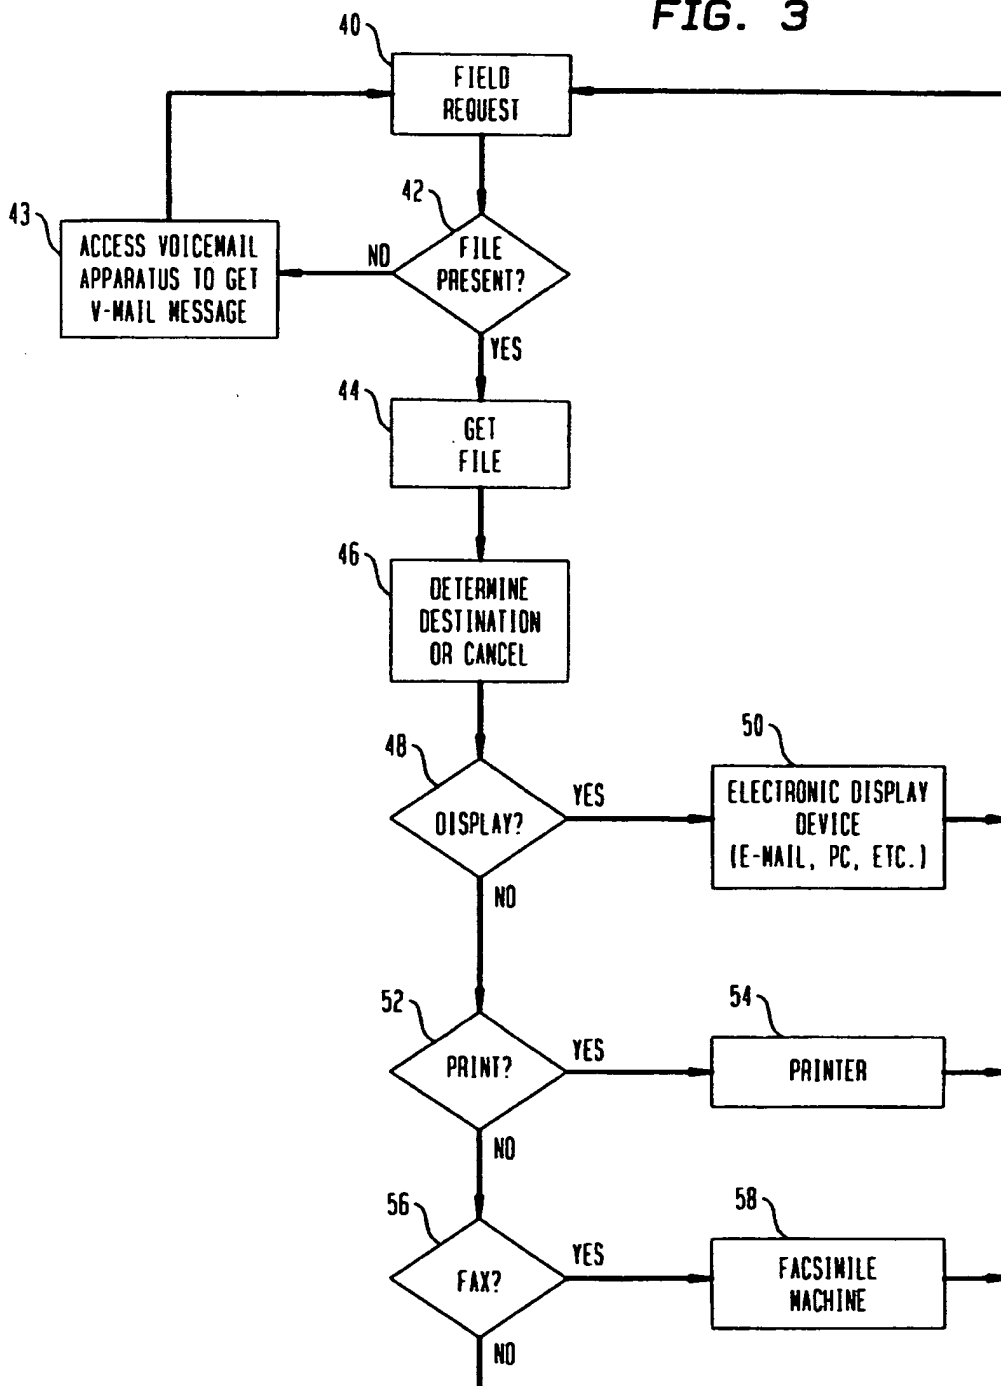 FIG. 3
40
FIELD
REQUEST
42
FILE
PRESENT?
NO
43
ACCESS VOICEMAIL
APPARATUS TO GET
V-MAIL MESSAGE
YES
44
GET
FILE
46
DETERMINE
DESTINATION
OR CANCEL
48
DISPLAY?
YES
50
ELECTRONIC DISPLAY
DEVICE
(E-MAIL, PC, ETC.)
NO
52
PRINT?
YES
54
PRINTER
NO
56
FAX?
YES
58
FACSIMILE
MACHINE
NO